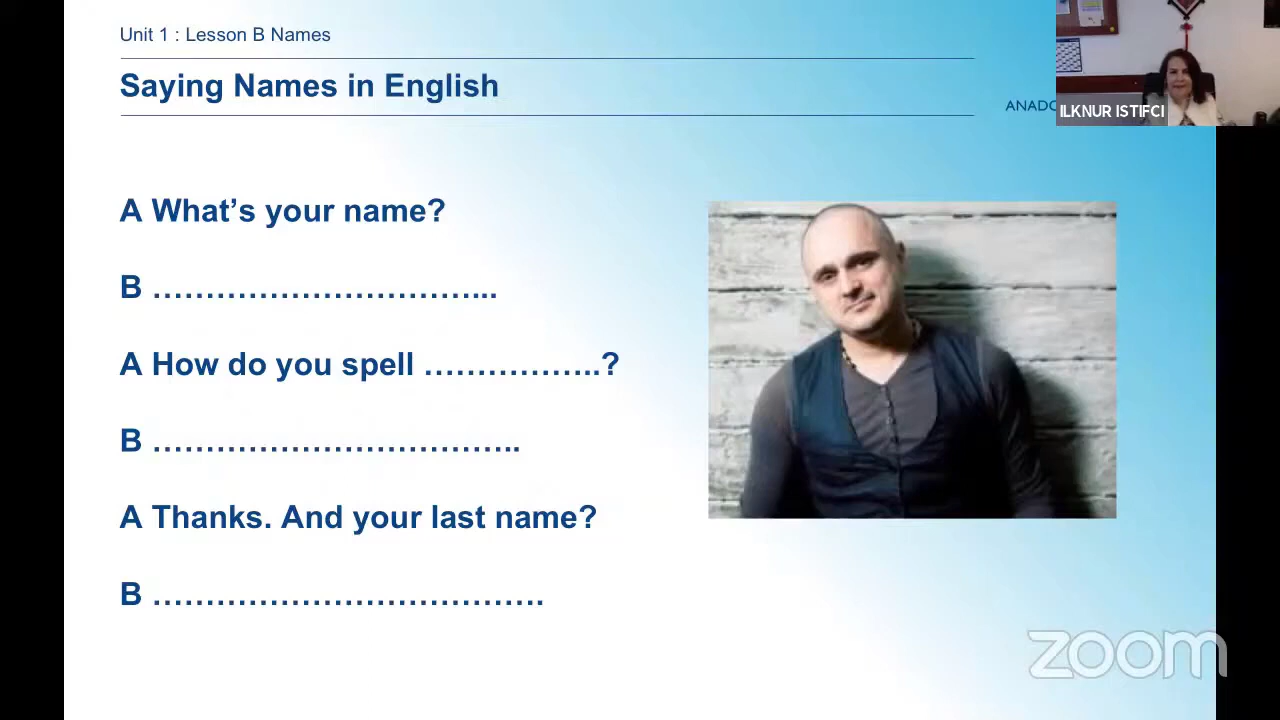 Unit 1 : Lesson B Names
Saying Names in English
ANADO
ILKNUR ISTIFCI
A What’s your name?
B …………………………...
A How do you spell ……………..?
B ……………………………..
A Thanks. And your last name?
B ……………………………….
zoom